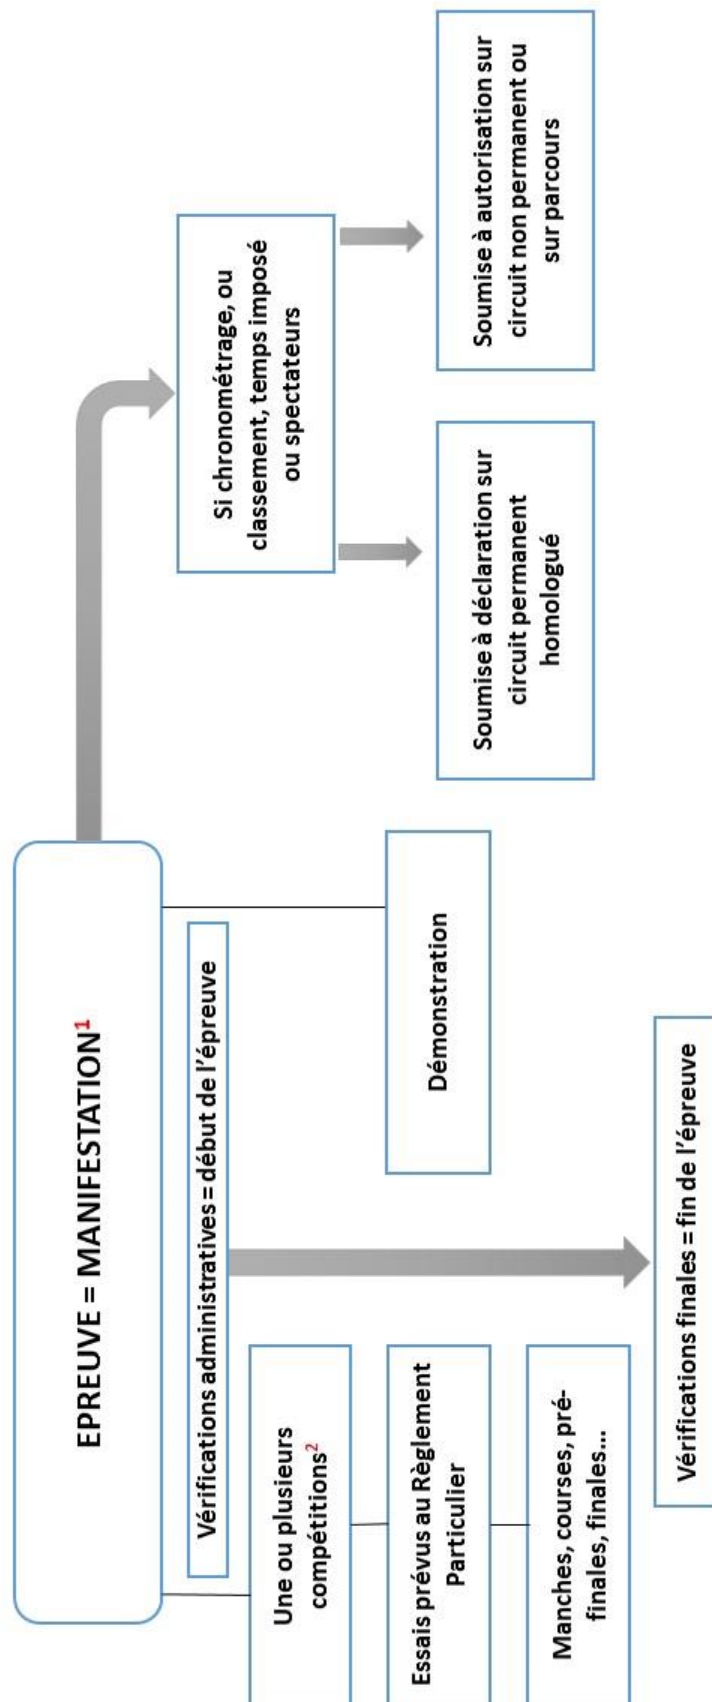 EPREUVE = MANIFESTATION1
Vérifications administratives = début de l'épreuve
Une ou plusieurs
compétitions2
Essais prévus au Règlement
Particulier
Manches, courses, pré-
finales, finales...
Vérifications finales = fin de l'épreuve
Démonstration
Si chronométrage, ou
classement, temps imposé
ou spectateurs
Soumise à déclaration sur
circuit permanent
homologué
Soumise à autorisation sur
circuit non permanent ou
sur parcours